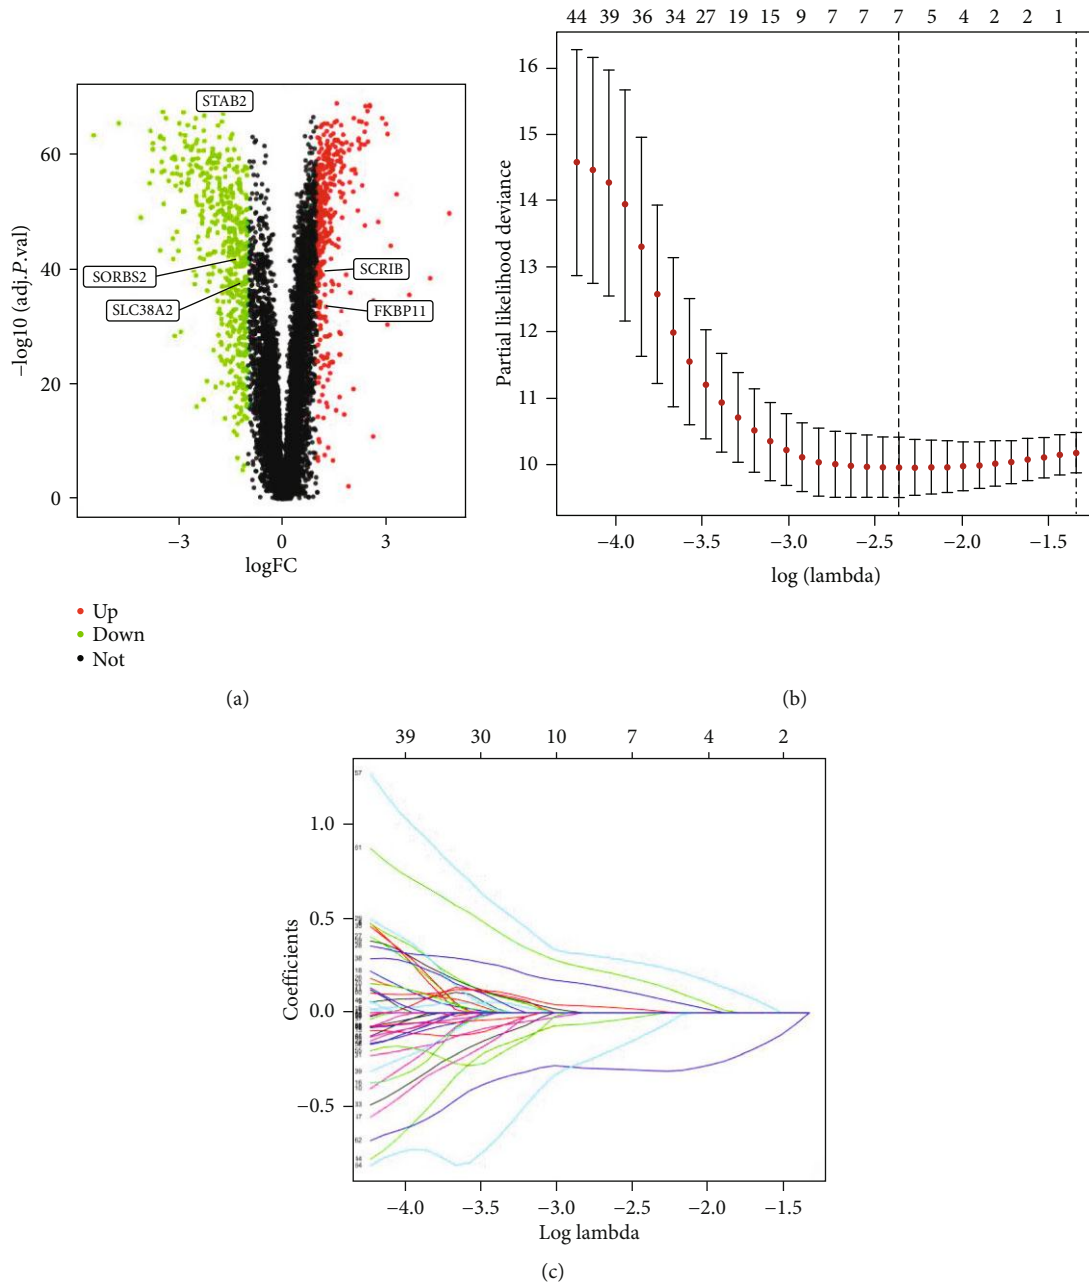 STAB2
60
SORBS2
40
SCRIB
SLC38A2
FKBP11
20
0
−log10 (adj.P.val)
−3 0 3
logFC
Up
Down
Not
(a)
44 39 36 34 27 19 15 9 7 7 7 5 4 2 2 1
16
15
14
13
12
11
10
Partial likelihood deviance
−4.0 −3.5 −3.0 −2.5 −2.0 −1.5
log (lambda)
(b)
39 30 10 7 4 2
1.0
0.5
0.0
−0.5
Coefficients
−4.0 −3.5 −3.0 −2.5 −2.0 −1.5
Log lambda
(c)